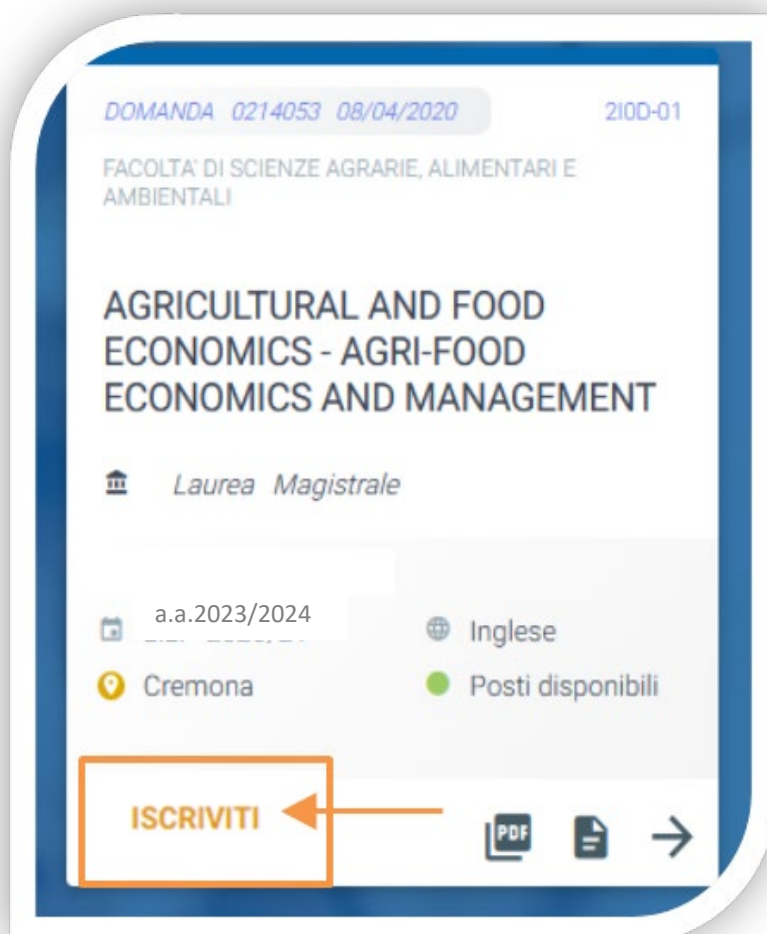 DOMANDA 0214053 08/04/2020 2I0D-01
FACOLTA' DI SCIENZE AGRARIE, ALIMENTARI E
AMBIENTALI
AGRICULTURAL AND FOOD
ECONOMICS - AGRI-FOOD
ECONOMICS AND MANAGEMENT
Laurea Magistrale
a.a.2023/2024
Inglese
Cremona
Posti disponibili
ISCRIVITI
PDF